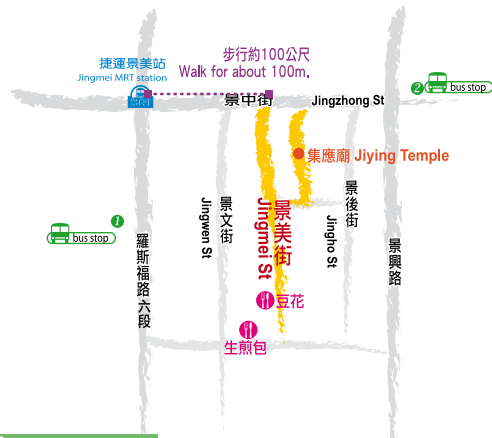 步行約100公尺
Walk for about 100m.
捷運景美站
Jingmei MRT station
2 bus stop
景中街 Jingzhong St
集應廟 Jiying Temple
景文街
Jingwen St
景美街
Jingmei St
景後街
Jingho St
1
bus stop
羅斯福路六段
景興路
豆花
生煎包